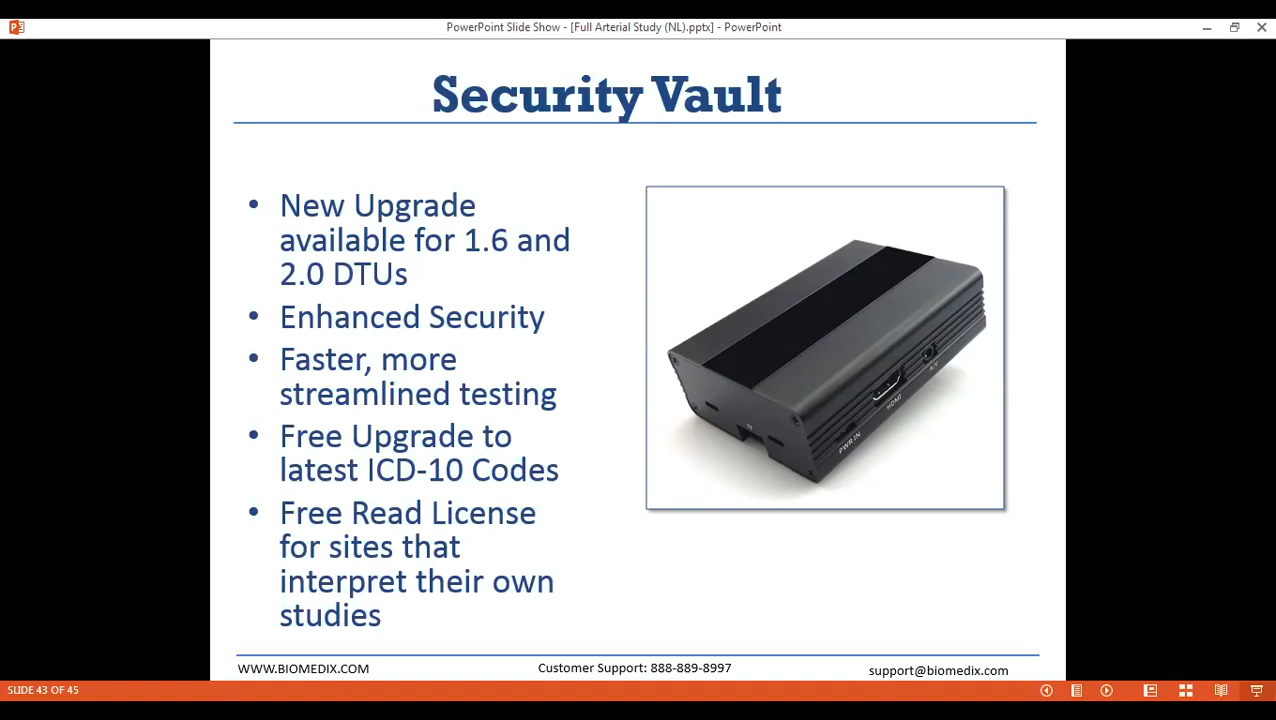 PowerPoint Slide Show - [Full Arterial Study (NL).pptx] - PowerPoint
Security Vault
• New Upgrade
available for 1.6 and
2.0 DTUs
• Enhanced Security
• Faster, more
streamlined testing
• Free Upgrade to
latest ICD-10 Codes
• Free Read License
for sites that
interpret their own
studies
PWR IN
HDMI
A/V
WWW.BIOMEDIX.COM
Customer Support: 888-889-8997
support@biomedix.com
SLIDE 43 OF 45